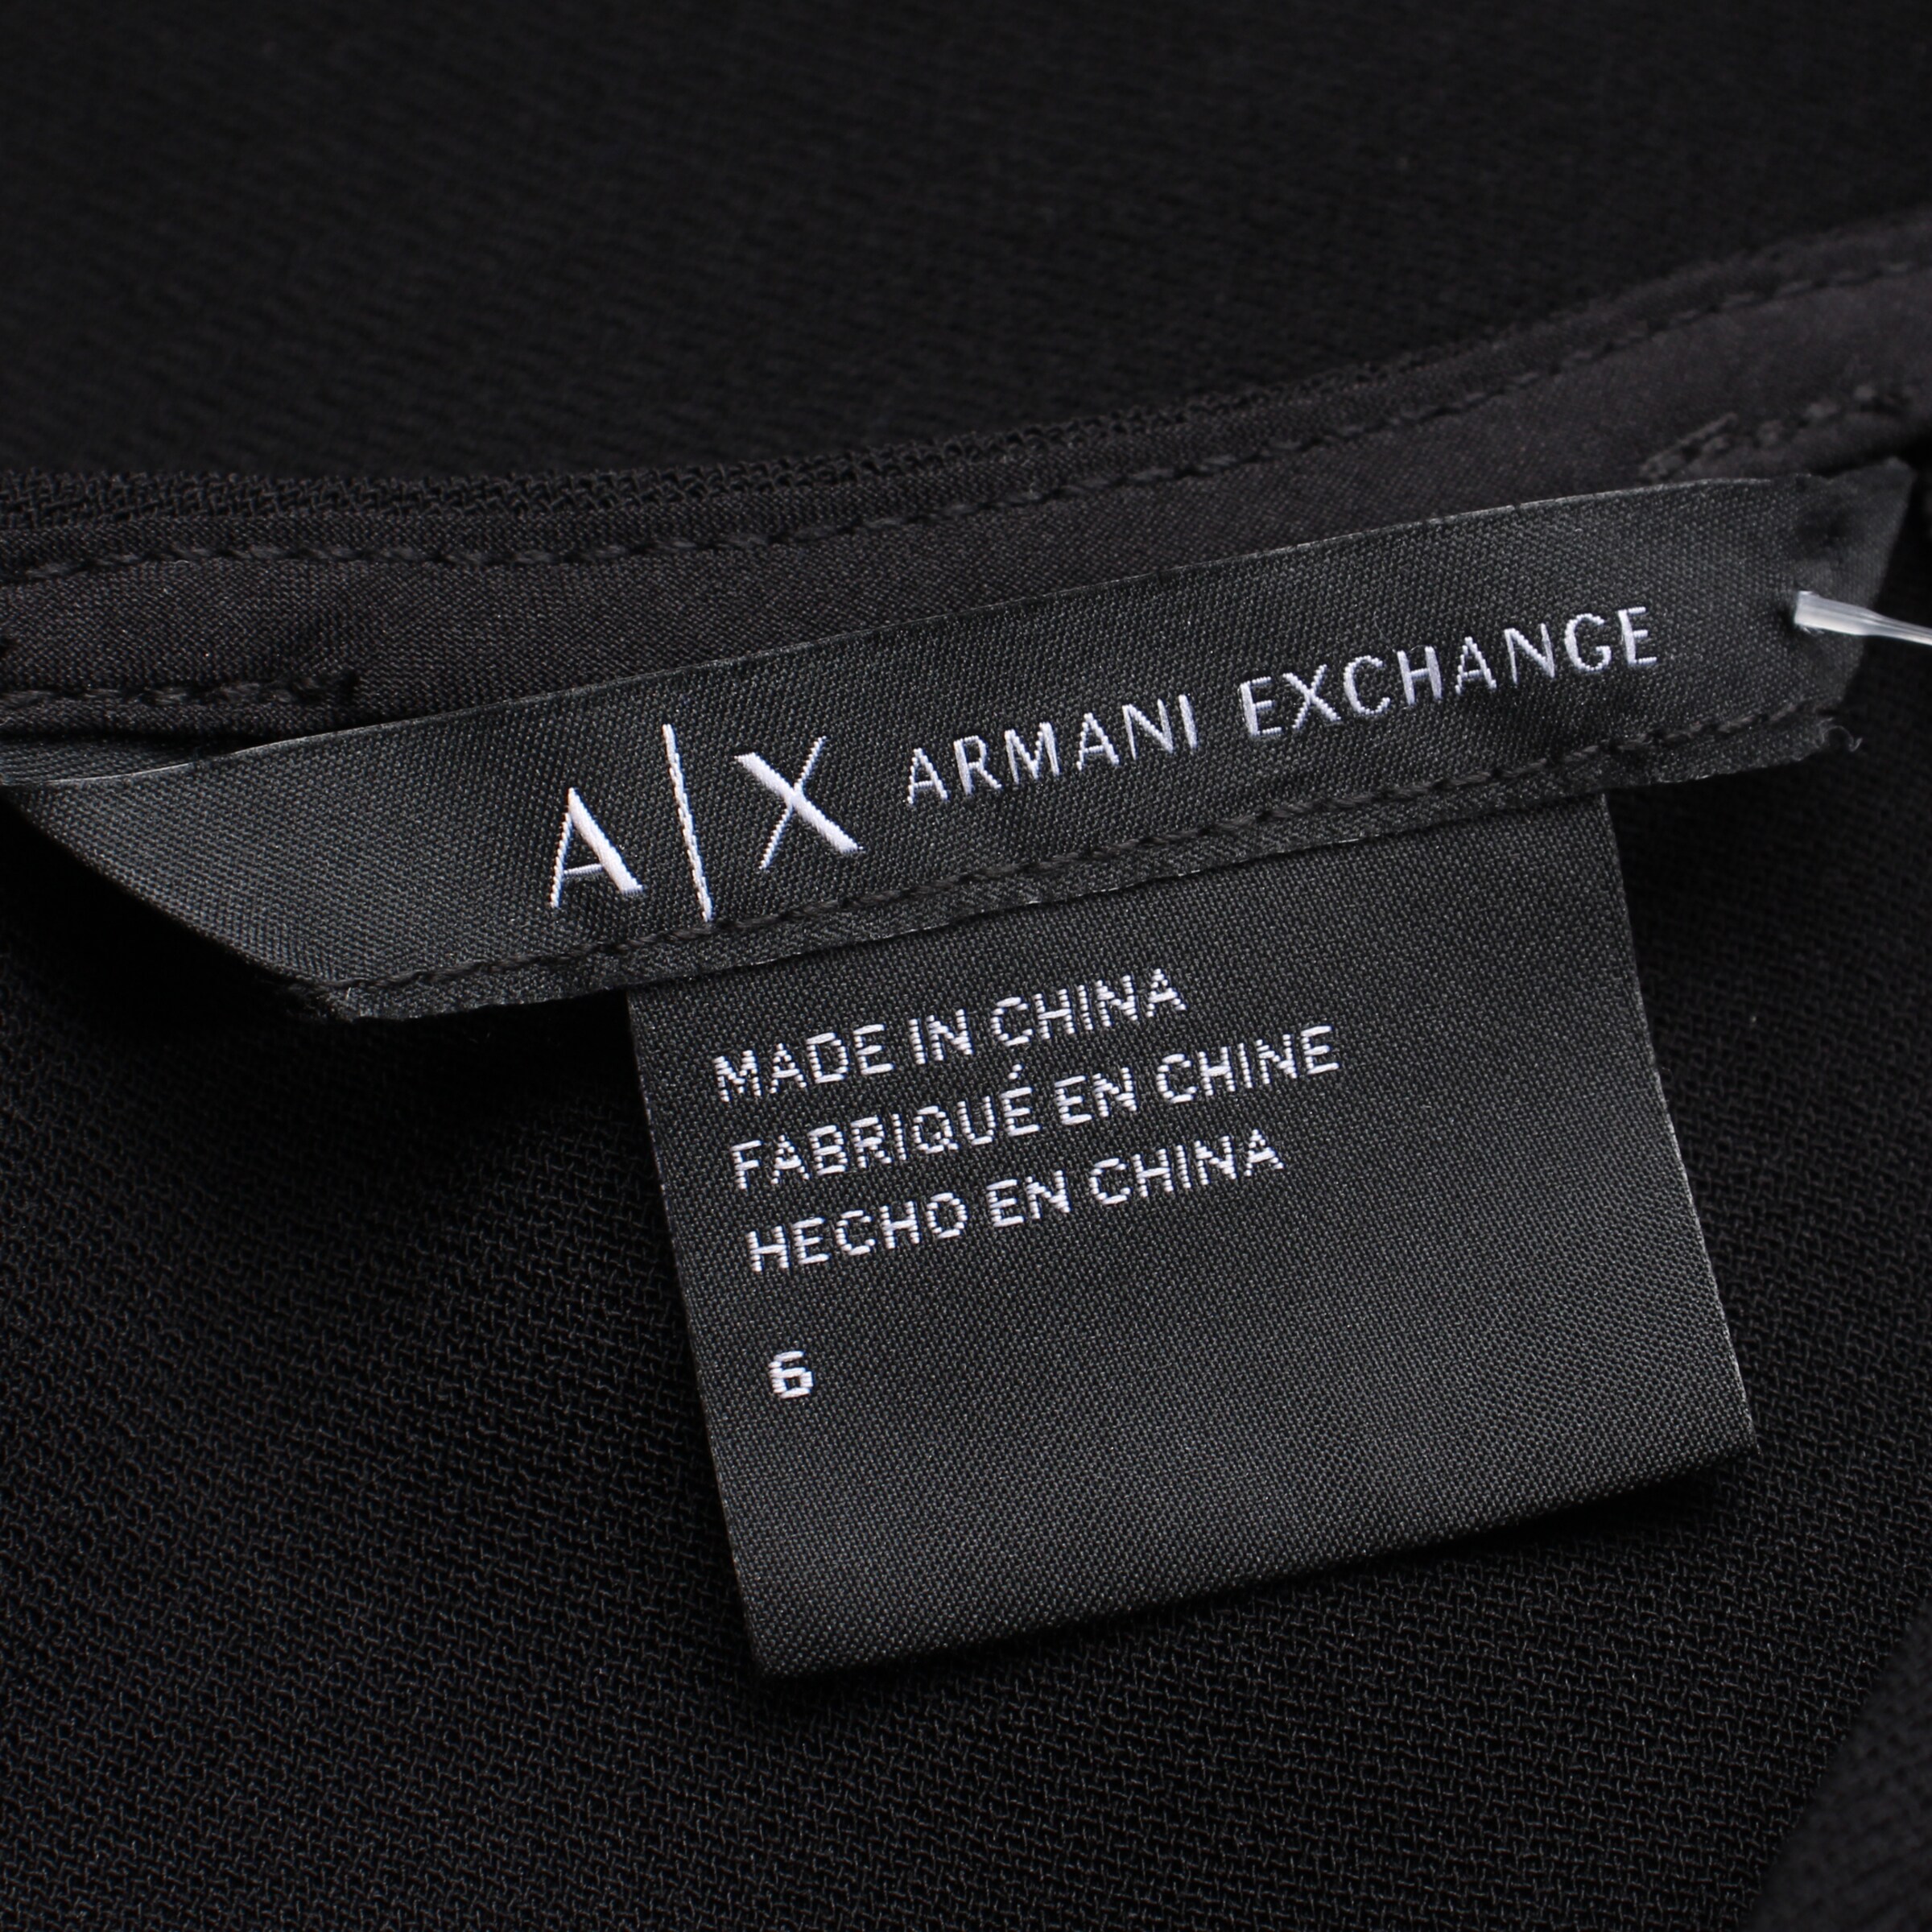 A|X ARMANI EXCHANGE
MADE IN CHINA
FABRIQUÉ EN CHINE
HECHO EN CHINA
6